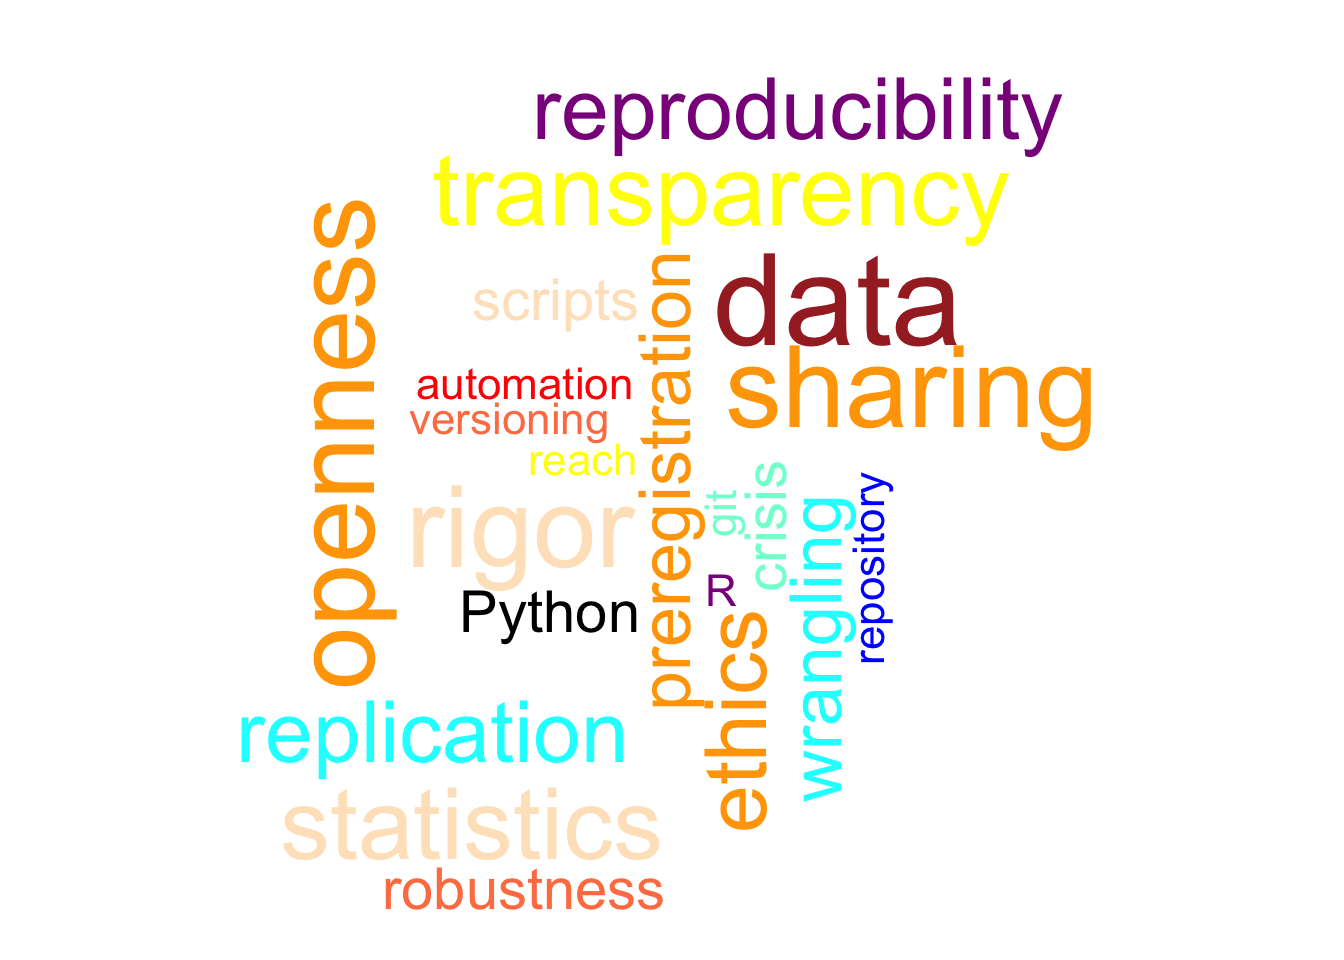 reproducibility
transparency
openness
scripts
preregistration
data
sharing
automation
versioning
reach
rigor
git
crisis
wrangling
repository
Python
R
ethics
replication
statistics
robustness